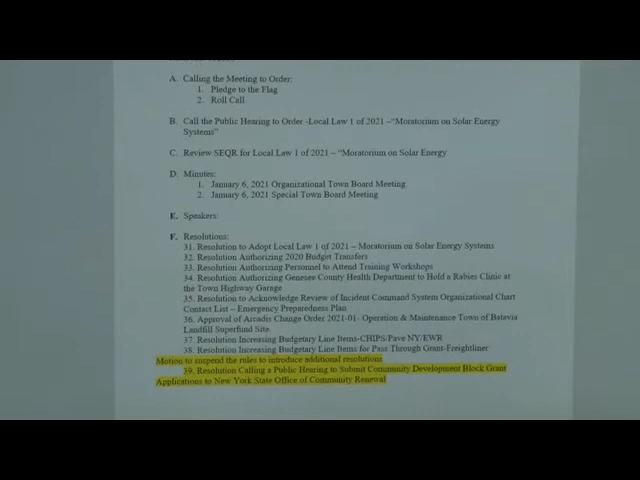 A. Calling the Meeting to Order:
1. Pledge to the Flag
2. Roll Call
B. Call the Public Hearing to Order -Local Law 1 of 2021 –“Moratorium on Solar Energy
Systems”
C. Review SEQR for Local Law 1 of 2021 – “Moratorium on Solar Energy
D. Minutes:
1. January 6, 2021 Organizational Town Board Meeting
2. January 6, 2021 Special Town Board Meeting
E. Speakers:
F. Resolutions:
31. Resolution to Adopt Local Law 1 of 2021 – Moratorium on Solar Energy Systems
32. Resolution Authorizing 2020 Budget Transfers
33. Resolution Authorizing Personnel to Attend Training Workshops
34. Resolution Authorizing Genesee County Health Department to Hold a Rabies Clinic at
the Town Highway Garage
35. Resolution to Acknowledge Review of Incident Command System Organizational Chart
Contact List – Emergency Preparedness Plan
36. Approval of Arcadis Change Order 2021-01- Operation & Maintenance Town of Batavia
Landfill Superfund Site.
37. Resolution Increasing Budgetary Line Items-CHIPS/Pave NY/EWR
38. Resolution Increasing Budgetary Line Items for Pass Through Grant-Freightliner
Motion to suspend the rules to introduce additional resolutions
39. Resolution Calling a Public Hearing to Submit Community Development Block Grant
Applications to New York State Office of Community Renewal